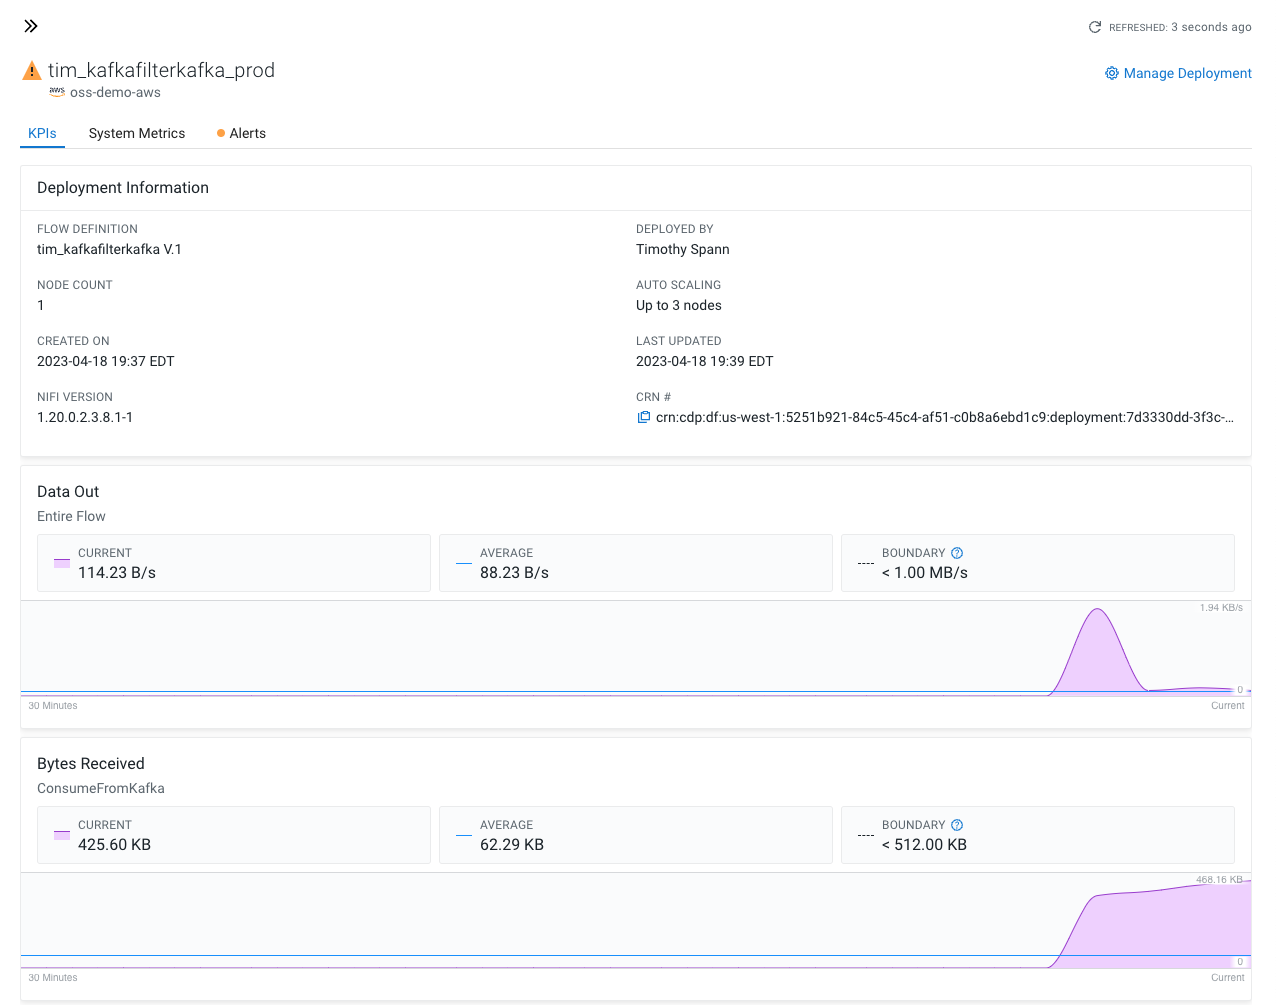 REFRESHED: 3 seconds ago
tim_kafkafilterkafka_prod
Manage Deployment
aws oss-demo-aws
KPIs System Metrics Alerts
Deployment Information
FLOW DEFINITION
tim_kafkafilterkafka V.1
DEPLOYED BY
Timothy Spann
NODE COUNT
1
AUTO SCALING
Up to 3 nodes
CREATED ON
2023-04-18 19:37 EDT
LAST UPDATED
2023-04-18 19:39 EDT
NIFI VERSION
1.20.0.2.3.8.1-1
CRN #
crn:cdp:df:us-west-1:5251b921-84c5-45c4-af51-c0b8a6ebd1c9:deployment:7d3330dd-3f3c-...
Data Out
Entire Flow
CURRENT
114.23 B/s
AVERAGE
88.23 B/s
BOUNDARY ?
< 1.00 MB/s
1.94 KB/s
0
30 Minutes
Current
Bytes Received
ConsumeFromKafka
CURRENT
425.60 KB
AVERAGE
62.29 KB
BOUNDARY ?
< 512.00 KB
468.16 KB
0
30 Minutes
Current